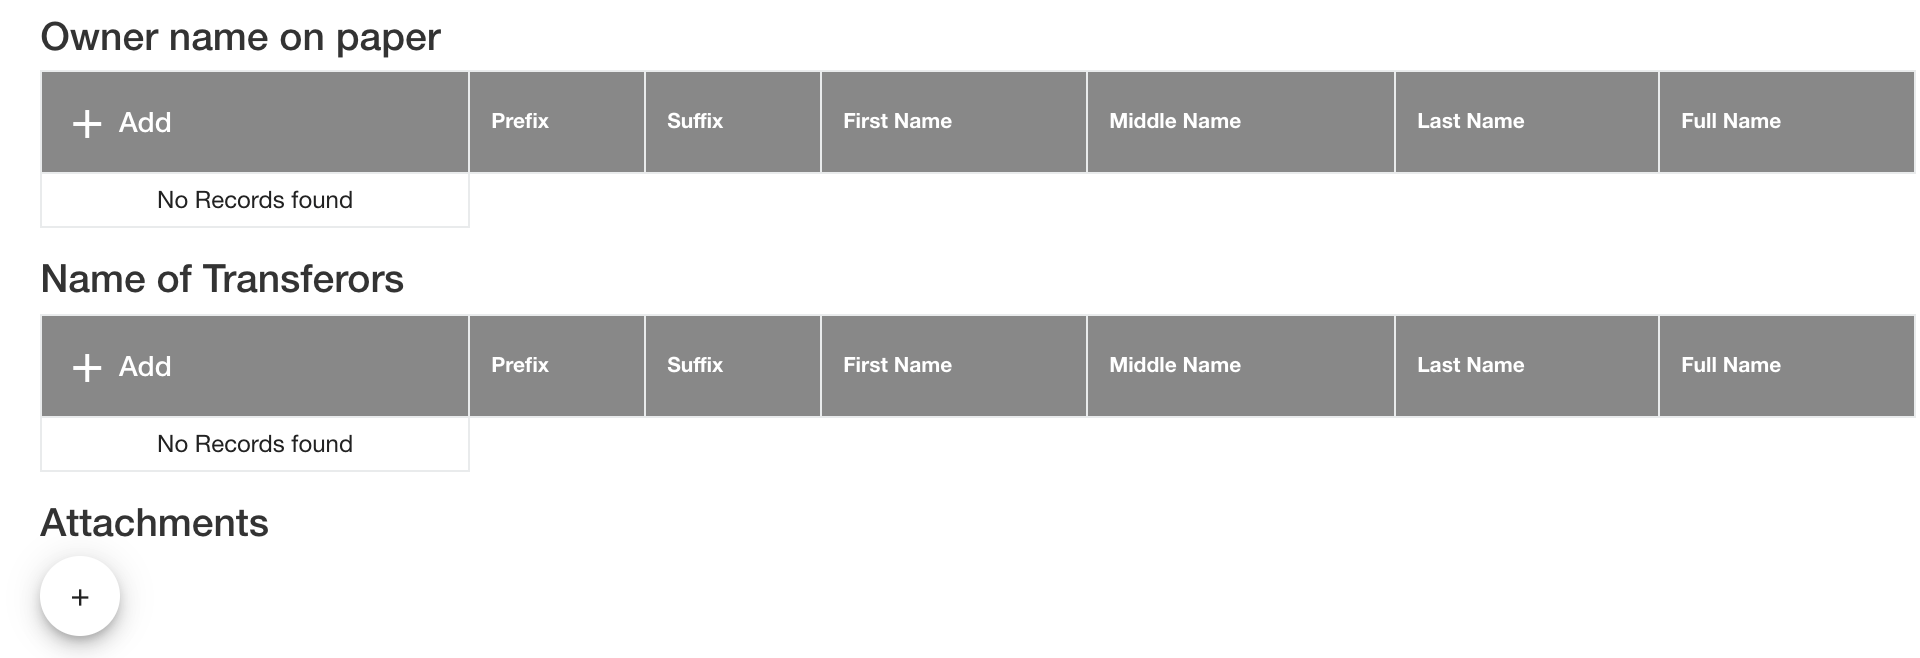 Owner name on paper
+ Add Prefix Suffix First Name Middle Name Last Name Full Name
No Records found
Name of Transferors
+ Add Prefix Suffix First Name Middle Name Last Name Full Name
No Records found
Attachments
+